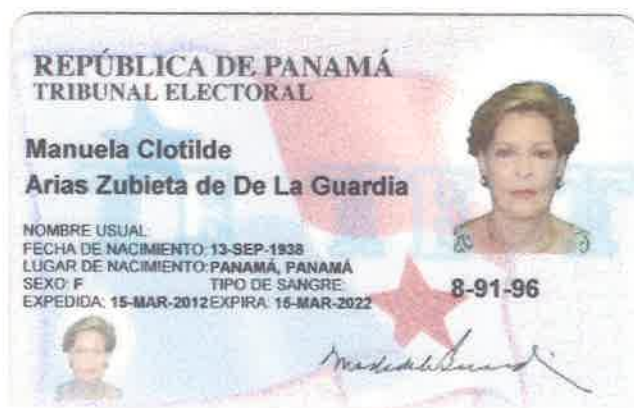 REPÚBLICA DE PANAMÁ
TRIBUNAL ELECTORAL
Manuela Clotilde
Arias Zubieta de De La Guardia
NOMBRE USUAL:
FECHA DE NACIMIENTO: 13-SEP-1938
LUGAR DE NACIMIENTO: PANAMÁ, PANAMÁ
SEXO: F TIPO DE SANGRE:
EXPEDIDA: 15-MAR-2012 EXPIRA: 15-MAR-2022
8-91-96